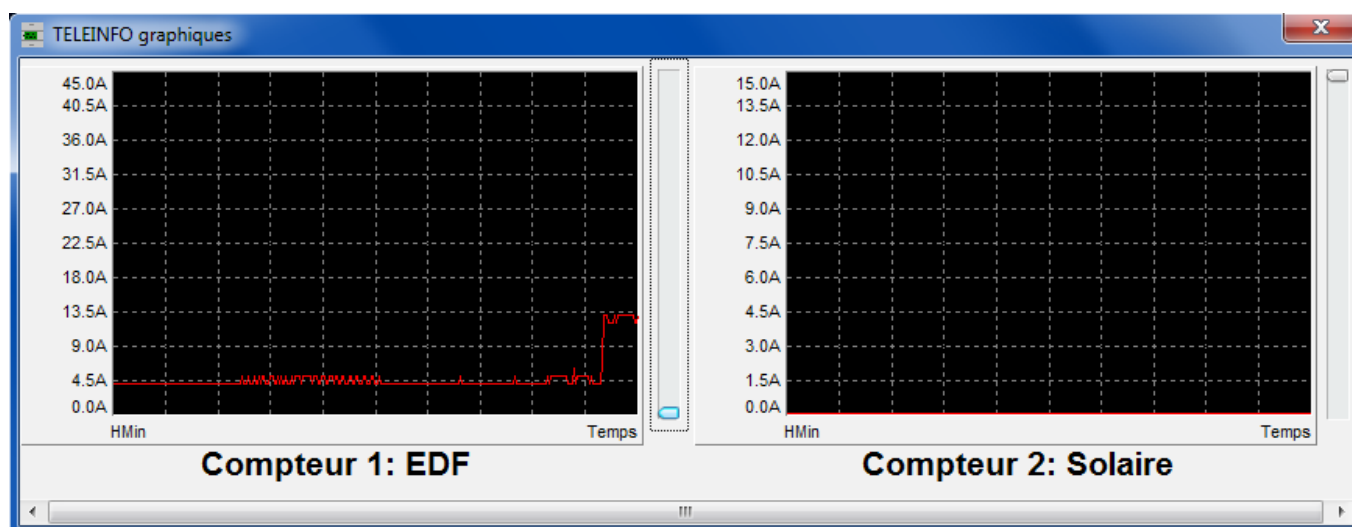 TELEINFO graphiques
45.0A
40.5A
36.0A
31.5A
27.0A
22.5A
18.0A
13.5A
9.0A
4.5A
0.0A
HMin Temps
Compteur 1: EDF
15.0A
13.5A
12.0A
10.5A
9.0A
7.5A
6.0A
4.5A
3.0A
1.5A
0.0A
HMin Temps
Compteur 2: Solaire